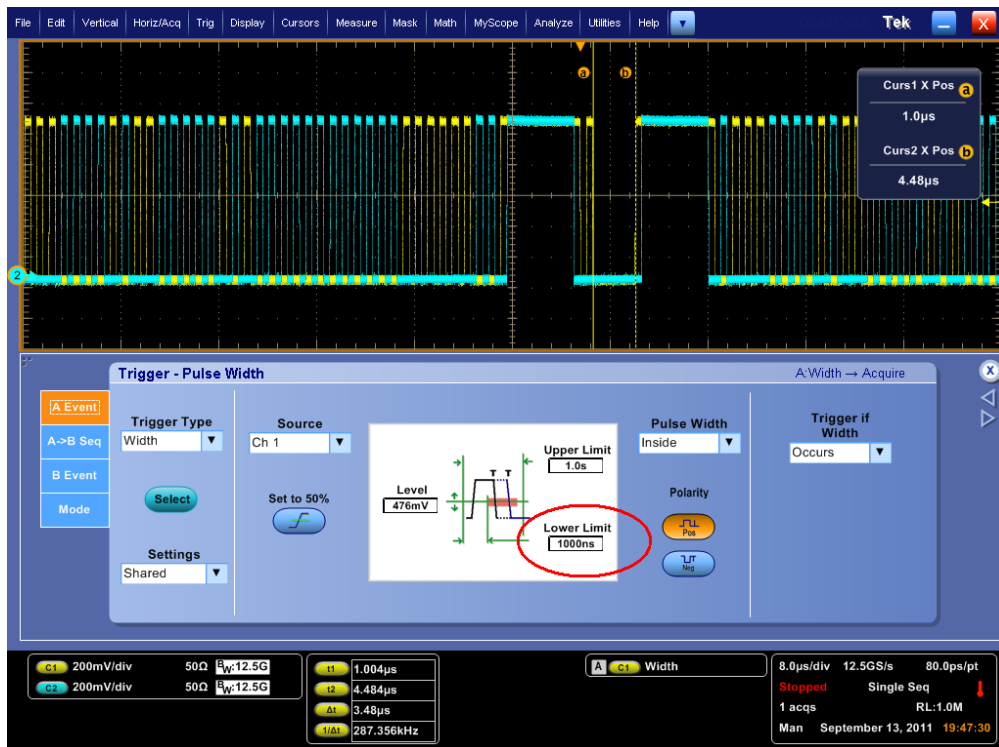 File Edit Vertical Horiz/Acq Trig Display Cursors Measure Mask Math MyScope Analyze Utilities Help Tek X
a b
Curs1 X Pos a
1.0µs
Curs2 X Pos b
4.48µs
2
Trigger - Pulse Width
A:Width → Acquire
X
A Event
A->B Seq
B Event
Mode
Trigger Type
Width
Select
Settings
Shared
Source
Ch 1
Set to 50%
Level
476mV
T T
Upper Limit
1.0s
Lower Limit
1000ns
Pulse Width
Inside
Polarity
Pos
Neg
Trigger if
Width
Occurs
C1 200mV/div 50Ω BW:12.5G
C2 200mV/div 50Ω BW:12.5G
t1 1.004µs
t2 4.484µs
Δt 3.48µs
1/Δt 287.356kHz
A C1 Width
8.0µs/div 12.5GS/s 80.0ps/pt
Stopped Single Seq
1 acqs RL:1.0M
Man September 13, 2011 19:47:30